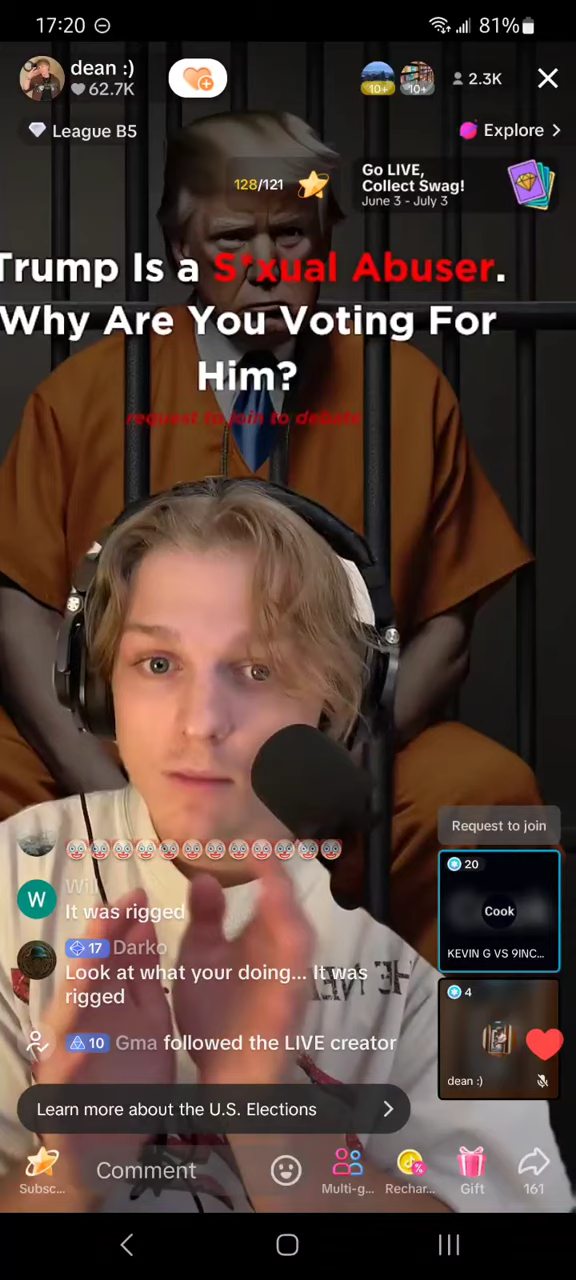 17:20
81%
dean :)
62.7K
10+
10+
2.3K
League B5
Explore
128/121
Go LIVE,
Collect Swag!
June 3 - July 3
Trump Is a S*xual Abuser.
Why Are You Voting For
Him?
request to join to debate
Request to join
20
Cook
KEVIN G VS 9INC...
W
Will
It was rigged
17 Darko
Look at what your doing... It was
rigged
4
dean :)
10 Gma followed the LIVE creator
Learn more about the U.S. Elections
Subsc...
Comment
Multi-g...
Rechar...
Gift
161